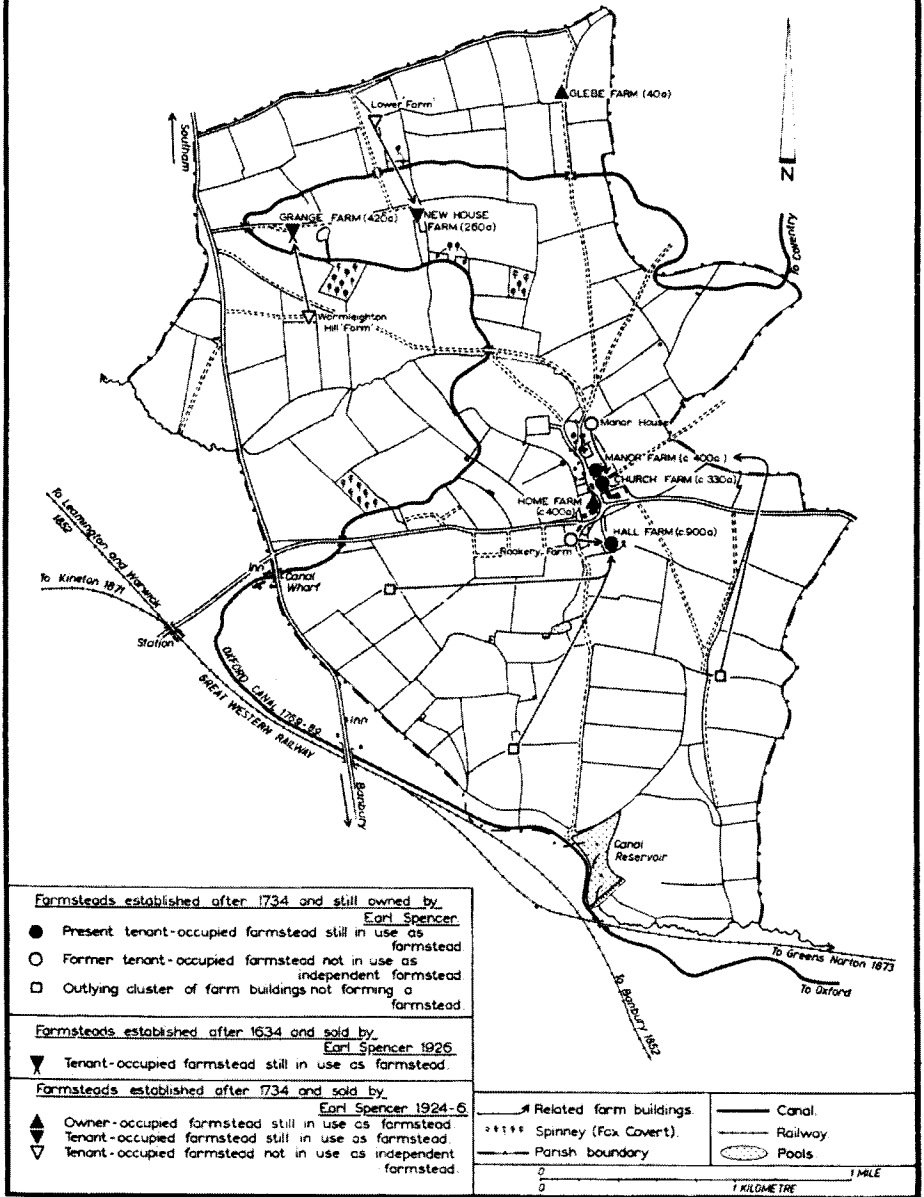 GLEBE FARM (40a)
Lower 'Farm'
Southam
N
To Coventry
GRANGE FARM (420a)
NEW HOUSE
FARM (260a)
Wormleighton
Hill 'Farm'
Manor House
MANOR FARM (c 400a)
CHURCH FARM (c 330a)
HOME FARM
(c 400a)
HALL FARM (c 900a)
Rookery Farm
To Leamington and Warwick
1852
To Kineton 1871
Inn
Canal
Wharf
Station
OXFORD CANAL 1769-89
GREAT WESTERN RAILWAY
Inn
Banbury
Canal
Reservoir
To Greens Norton 1873
To Oxford
To Banbury 1852
Farmsteads established after 1734 and still owned by
Earl Spencer
Present tenant-occupied farmstead still in use as
farmstead
Former tenant-occupied farmstead not in use as
independent farmstead
Outlying cluster of farm buildings not forming a
farmstead.
Farmsteads established after 1634 and sold by
Earl Spencer 1926
Tenant-occupied farmstead still in use as farmstead.
Farmsteads established after 1734 and sold by
Earl Spencer 1924-6
Owner-occupied farmstead still in use as farmstead.
Tenant-occupied farmstead still in use as farmstead.
Tenant-occupied farmstead not in use as independent
farmstead.
Related farm buildings.
Spinney (Fox Covert).
Parish boundary
Canal.
Railway.
Pools.
0 1 MILE
0 1 KILOMETRE